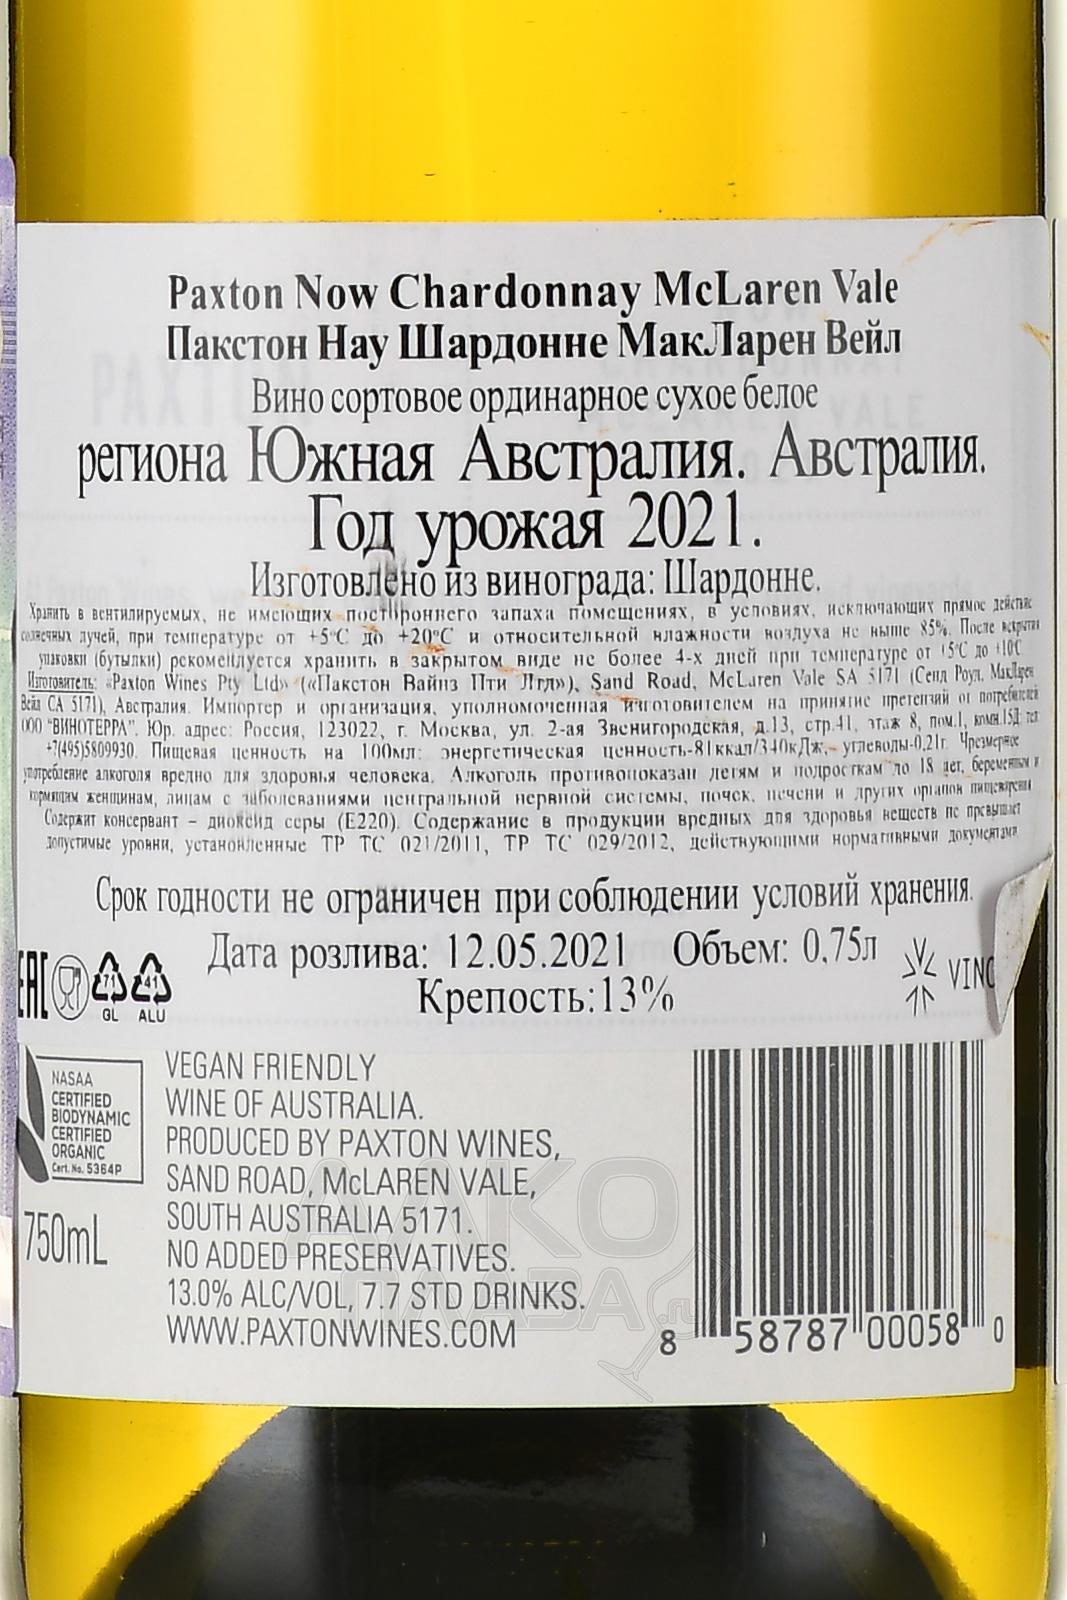 Paxton Now Chardonnay McLaren Vale
Пакстон Нау Шардонне МакЛарен Вейл
Вино сортовое ординарное сухое белое
региона Южная Австралия. Австралия.
Год урожая 2021.
Изготовлено из винограда: Шардонне.
Хранить в вентилируемых, не имеющих постороннего запаха помещениях, в условиях, исключающих прямое действие
солнечных лучей, при температуре от +5°С до +20°С и относительной влажности воздуха не выше 85%. После вскрытия
упаковки (бутылки) рекомендуется хранить в закрытом виде не более 4-х дней при температуре от +5°С до +10°С
Изготовитель: «Paxton Wines Pty Ltd» («Пакстон Вайнз Пти Лтд»), Sand Road, McLaren Vale SA 5171 (Сенд Роуд, МакЛарен
Вейл СА 5171), Австралия. Импортер и организация, уполномоченная изготовителем на принятие претензий от потребителей
ООО "ВИНОТЕРРА". Юр. адрес: Россия, 123022, г. Москва, ул. 2-ая Звенигородская, д.13, стр.41, этаж 8, пом.I, комн.15Д; тел
+7(495)5809930. Пищевая ценность на 100мл: энергетическая ценность-81ккал/340кДж, углеводы-0,21г. Чрезмерное
употребление алкоголя вредно для здоровья человека. Алкоголь противопоказан детям и подросткам до 18 лет, беременным и
кормящим женщинам, лицам с заболеваниями центральной нервной системы, почек, печени и других органов пищеварения
Содержит консервант – диоксид серы (Е220). Содержание в продукции вредных для здоровья веществ не превышает
допустимые уровни, установленные ТР ТС 021/2011, ТР ТС 029/2012, действующими нормативными документами.
Срок годности не ограничен при соблюдении условий хранения.
Дата розлива: 12.05.2021 Объем: 0,75л
Крепость:13%
EAC
71
GL
41
ALU
VINO
NASAA
CERTIFIED
BIODYNAMIC
CERTIFIED
ORGANIC
Cert. No. 5364P
750mL
VEGAN FRIENDLY
WINE OF AUSTRALIA.
PRODUCED BY PAXTON WINES,
SAND ROAD, McLAREN VALE,
SOUTH AUSTRALIA 5171.
NO ADDED PRESERVATIVES.
13.0% ALC/VOL, 7.7 STD DRINKS.
WWW.PAXTONWINES.COM
8 58787 00058 0
АЛКО
ПЛАЗА.ru